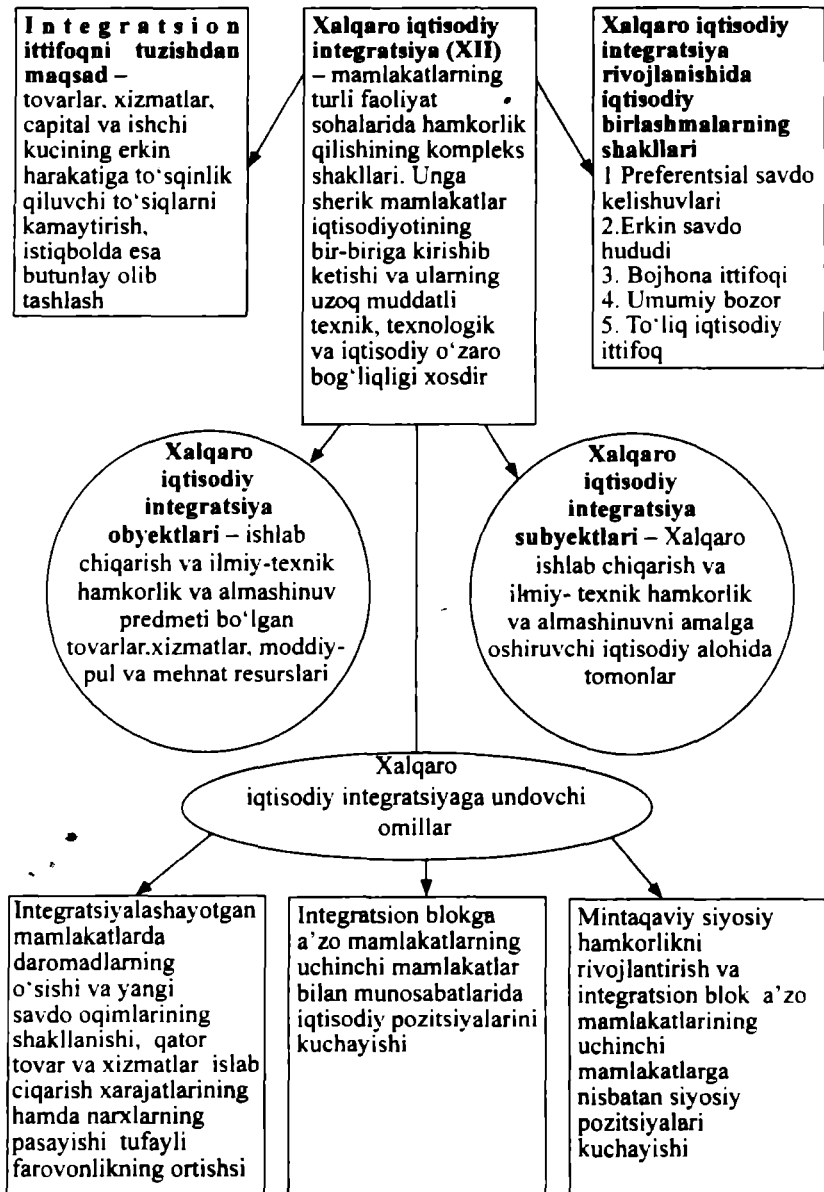 Integratsion
ittifoqni tuzishdan
maqsad –
tovarlar, xizmatlar,
capital va ishchi
kucining erkin
harakatiga to‘sqinlik
qiluvchi to‘siqlarni
kamaytirish,
istiqbolda esa
butunlay olib
tashlash
Xalqaro iqtisodiy
integratsiya (XII)
– mamlakatlarning
turli faoliyat
sohalarida hamkorlik
qilishining kompleks
shakllari. Unga
sherik mamlakatlar
iqtisodiyotining
bir-biriga kirishib
ketishi va ularning
uzoq muddatli
texnik, texnologik
va iqtisodiy o‘zaro
bog‘liqligi xosdir
Xalqaro iqtisodiy
integratsiya
rivojlanishida
iqtisodiy
birlashmalarning
shakllari
1 Preferentsial savdo
kelishuvlari
2.Erkin savdo
hududi
3. Bojhona ittifoqi
4. Umumiy bozor
5. To‘liq iqtisodiy
ittifoq
Xalqaro
iqtisodiy
integratsiya
obyektlari – ishlab
chiqarish va ilmiy-texnik
hamkorlik va almashinuv
predmeti bo‘lgan
tovarlar.xizmatlar, moddiy-
pul va mehnat resurslari
Xalqaro
iqtisodiy
integratsiya
subyektlari – Xalqaro
ishlab chiqarish va
ilmiy- texnik hamkorlik
va almashinuvni amalga
oshiruvchi iqtisodiy alohida
tomonlar
Xalqaro
iqtisodiy integratsiyaga undovchi
omillar
Integratsiyalashayotgan
mamlakatlarda
daromadlarning
o‘sishi va yangi
savdo oqimlarining
shakllanishi, qator
tovar va xizmatlar islab
ciqarish xarajatlarining
hamda narxlarning
pasayishi tufayli
farovonlikning ortishsi
Integratsion blokga
a’zo mamlakatlarning
uchinchi mamlakatlar
bilan munosabatlarida
iqtisodiy pozitsiyalarini
kuchayishi
Mintaqaviy siyosiy
hamkorlikni
rivojlantirish va
integratsion blok a’zo
mamlakatlarining
uchinchi
mamlakatlarga
nisbatan siyosiy
pozitsiyalari
kuchayishi